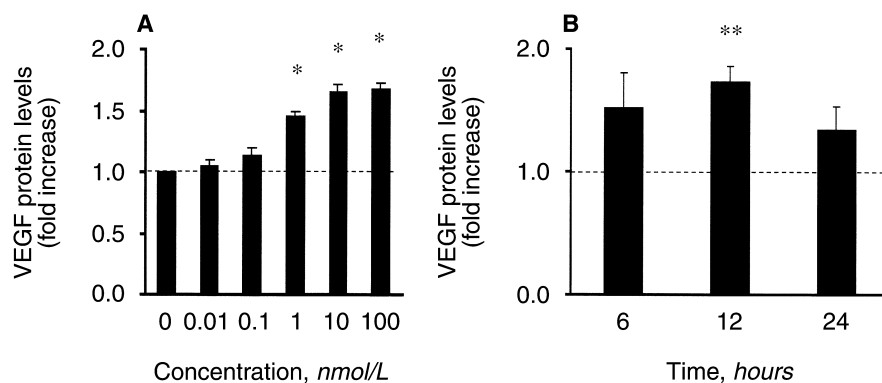 A
VEGF protein levels
(fold increase)
2.0
1.5
1.0
0.5
0.0
* * *
0 0.01 0.1 1 10 100
Concentration, nmol/L
B
VEGF protein levels
(fold increase)
2.0
1.0
0.0
**
6 12 24
Time, hours